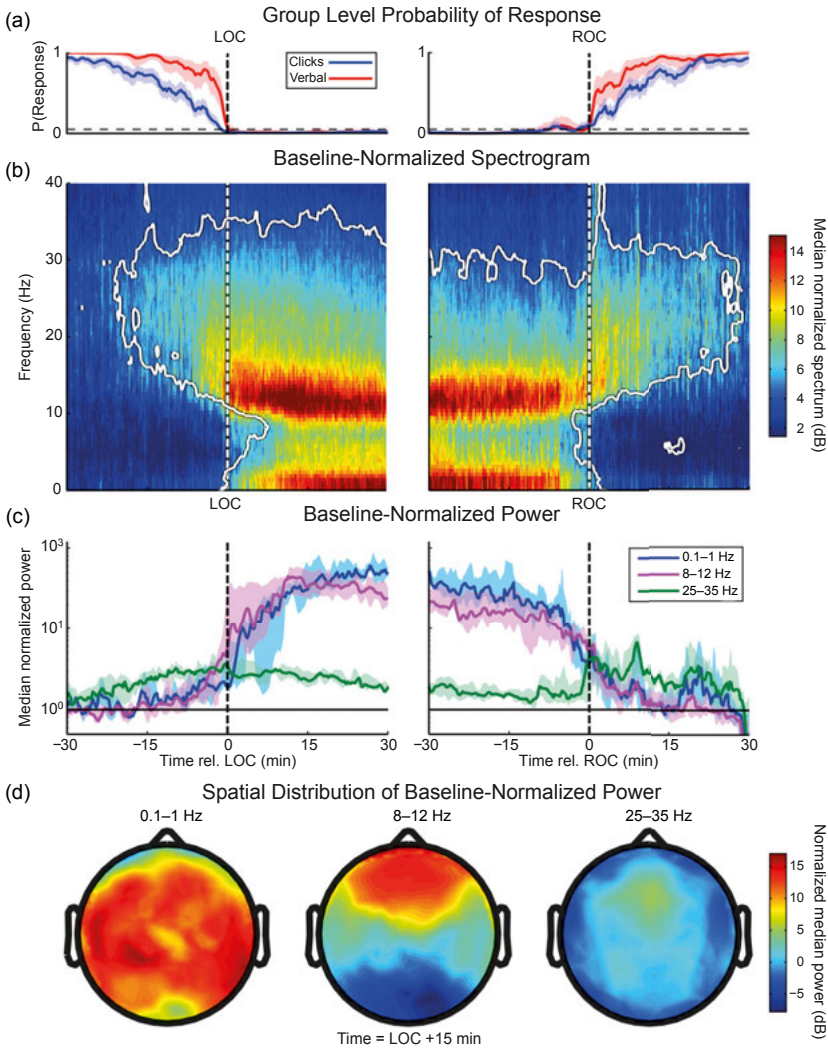 (a)
Group Level Probability of Response
LOC
ROC
P(Response)
1
0
Clicks
Verbal
1
0
(b)
Baseline-Normalized Spectrogram
Frequency (Hz)
40
30
20
10
0
LOC
ROC
14
12
10
8
6
4
2
Median normalized spectrum (dB)
(c)
Baseline-Normalized Power
Median normalized power
10³
10¹
10⁰
0.1–1 Hz
8–12 Hz
25–35 Hz
−30 −15 0 15 30
Time rel. LOC (min)
−30 −15 0 15 30
Time rel. ROC (min)
(d)
Spatial Distribution of Baseline-Normalized Power
0.1–1 Hz
8–12 Hz
25–35 Hz
Time = LOC +15 min
15
10
5
0
−5
Normalized median power (dB)